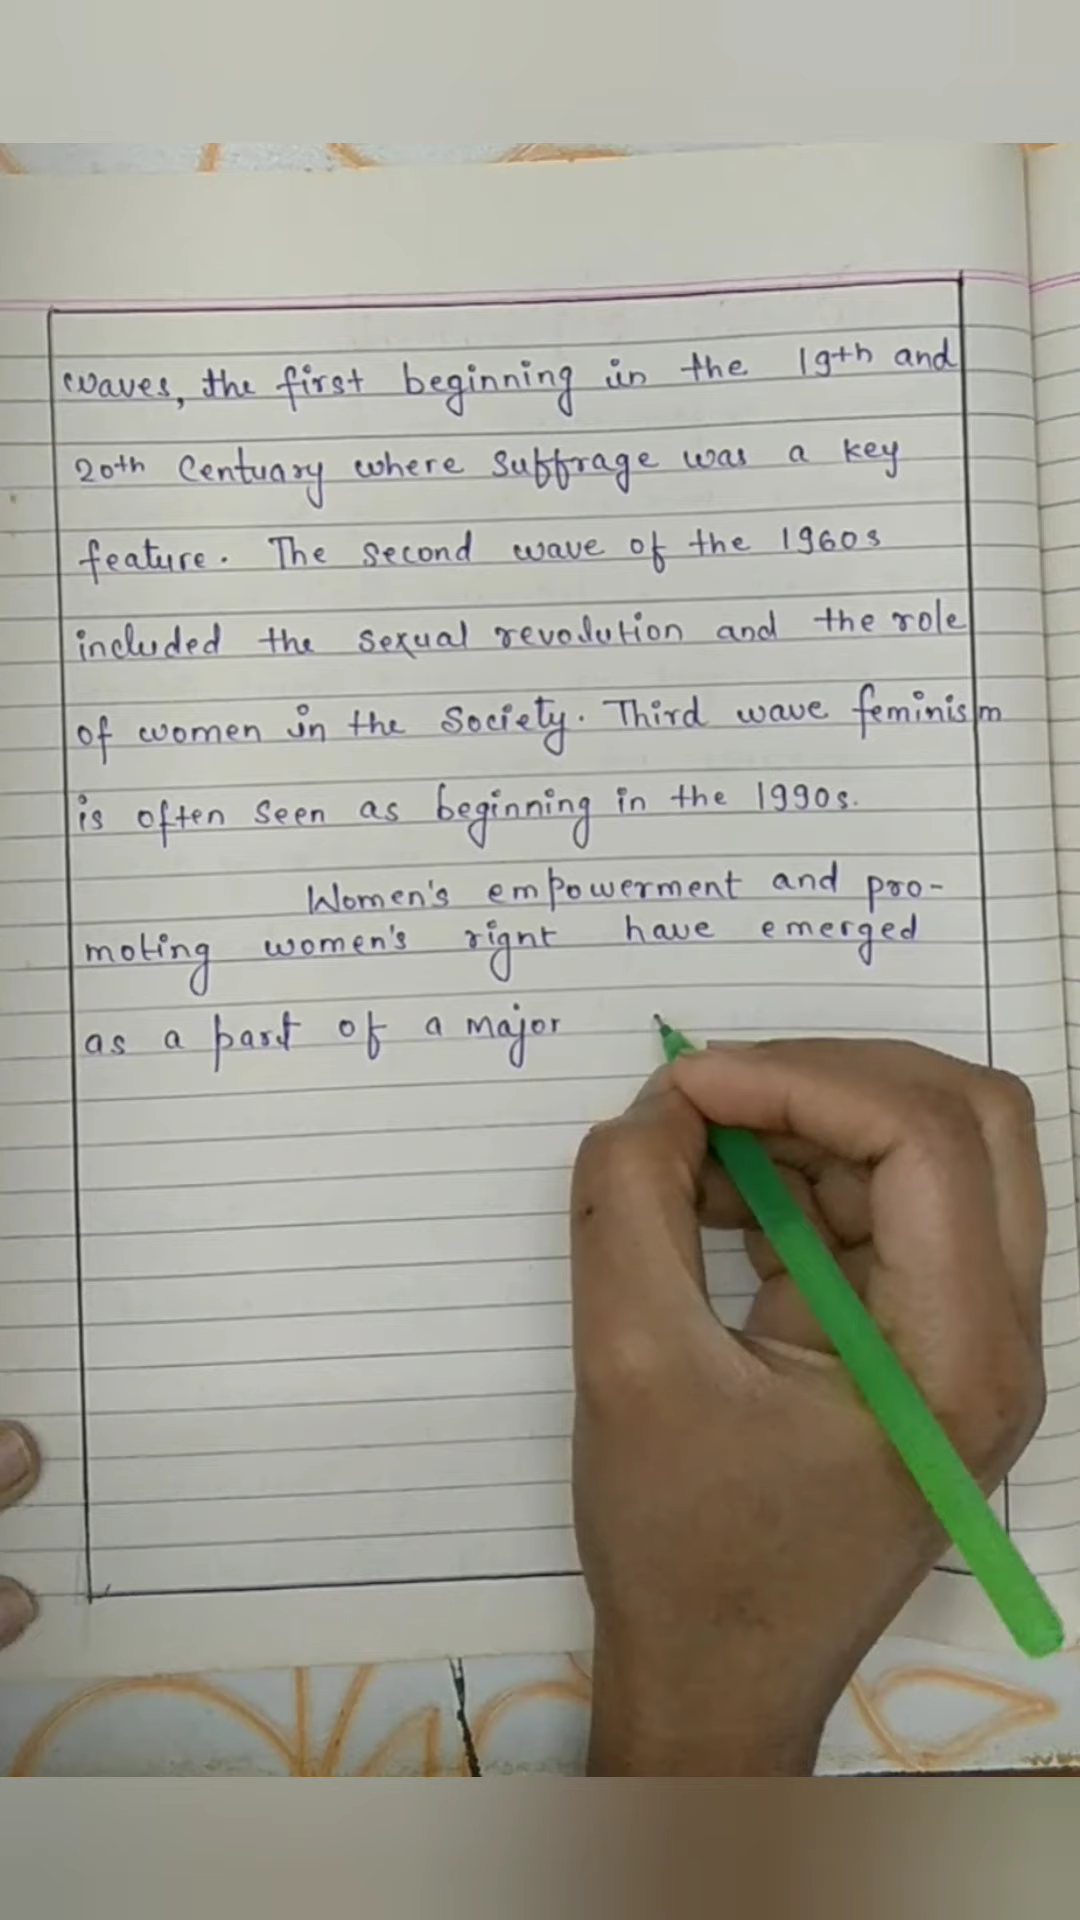 waves, the first beginning in the 19th and
20th Centuary where suffrage was a key
feature. The second wave of the 1960s
included the sexual revolution and the role
of women in the society. Third wave feminism
is often seen as beginning in the 1990s.
Women's empowerment and pro-
moting women's right have emerged
as a part of a major